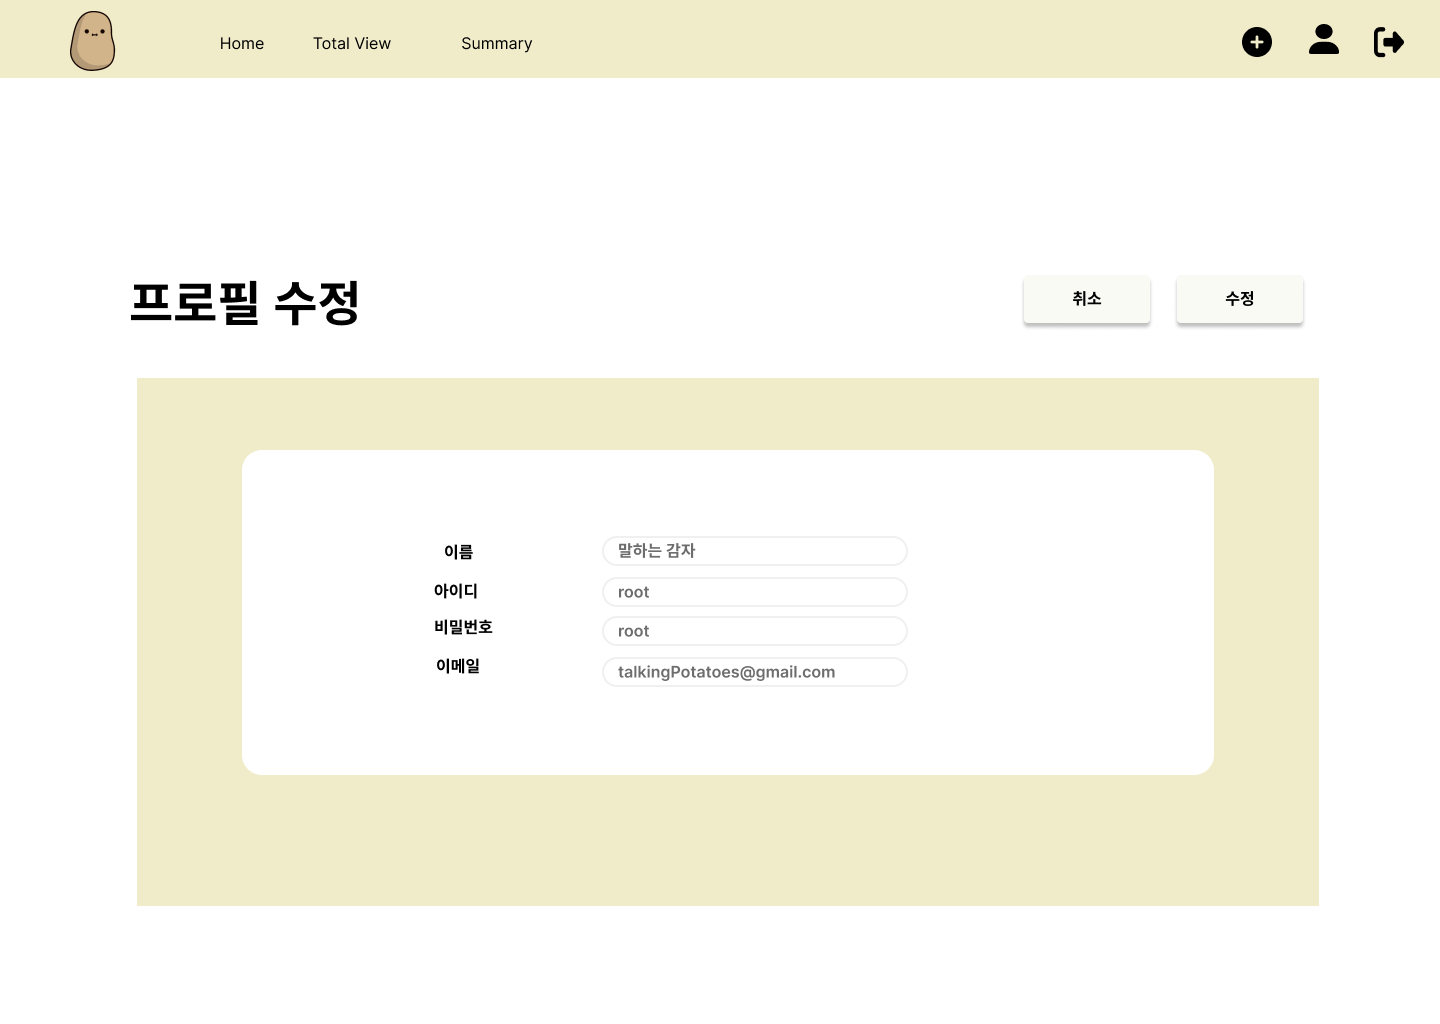 Home Total View Summary
프로필 수정
취소 수정
이름 말하는 감자
아이디 root
비밀번호 root
이메일 talkingPotatoes@gmail.com